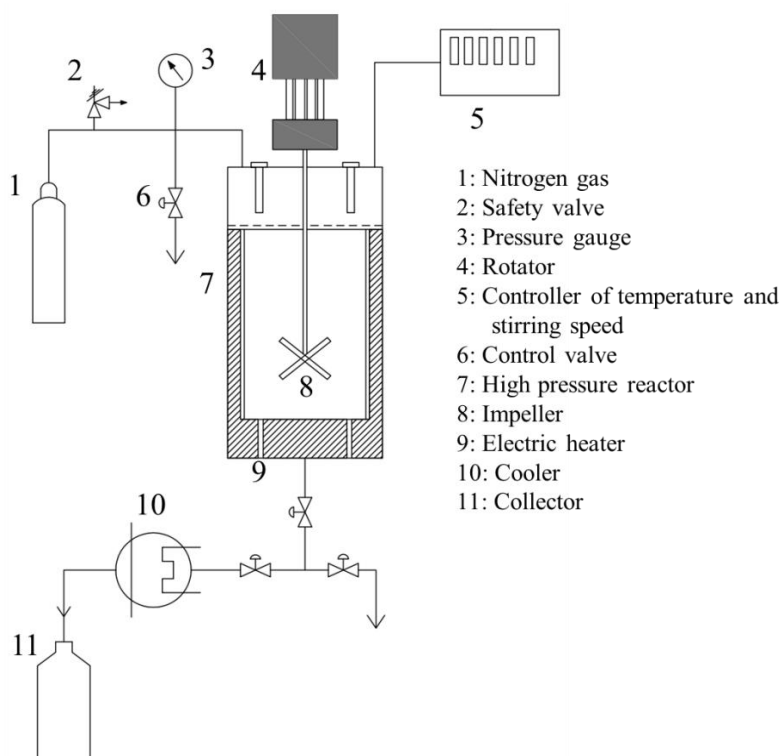 2
3
4
5
1
6
7
8
9
10
11
1: Nitrogen gas
2: Safety valve
3: Pressure gauge
4: Rotator
5: Controller of temperature and
stirring speed
6: Control valve
7: High pressure reactor
8: Impeller
9: Electric heater
10: Cooler
11: Collector